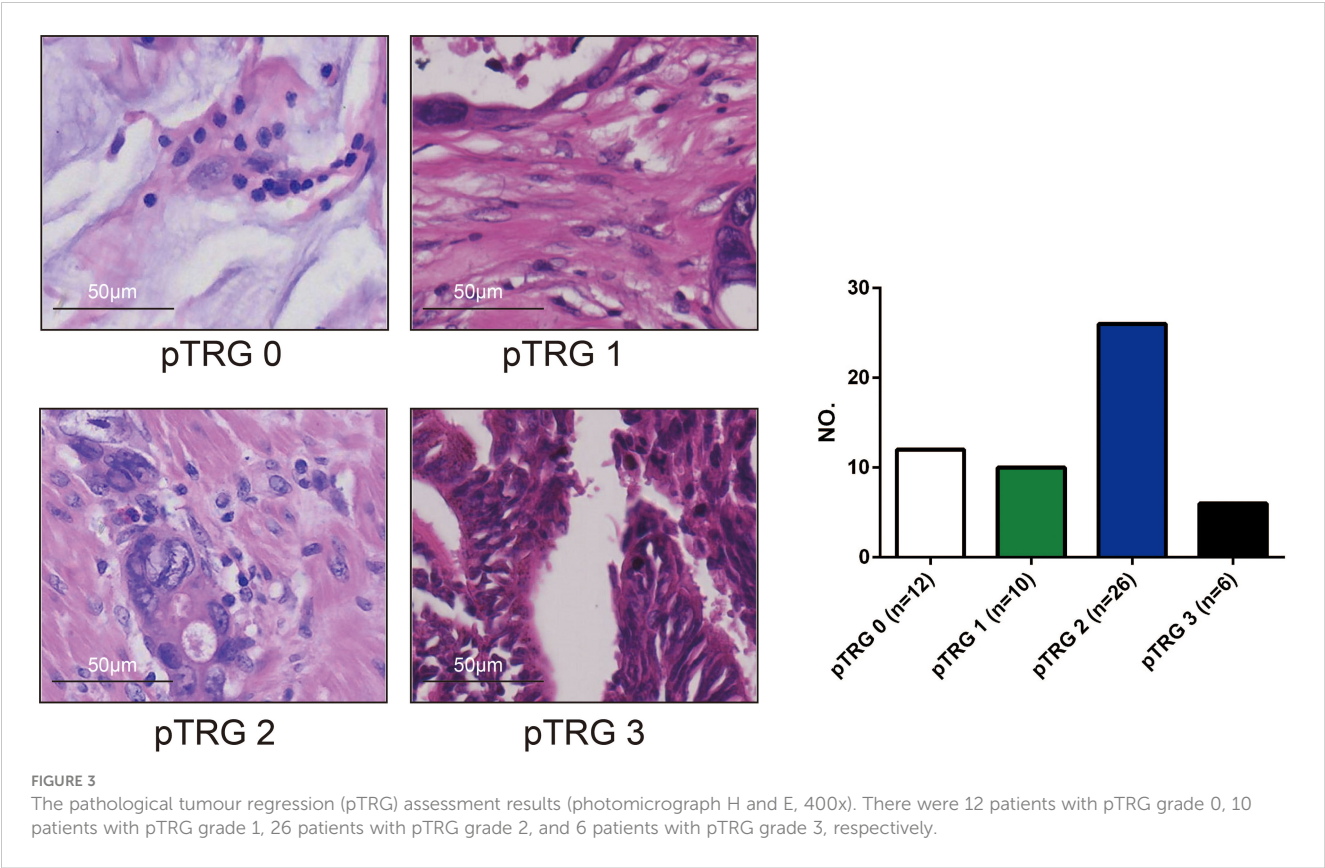 50μm
50μm
pTRG 0
pTRG 1
50μm
50μm
pTRG 2
pTRG 3
30
20
10
0
NO.
pTRG 0 (n=12)
pTRG 1 (n=10)
pTRG 2 (n=26)
pTRG 3 (n=6)
FIGURE 3
The pathological tumour regression (pTRG) assessment results (photomicrograph H and E, 400x). There were 12 patients with pTRG grade 0, 10
patients with pTRG grade 1, 26 patients with pTRG grade 2, and 6 patients with pTRG grade 3, respectively.